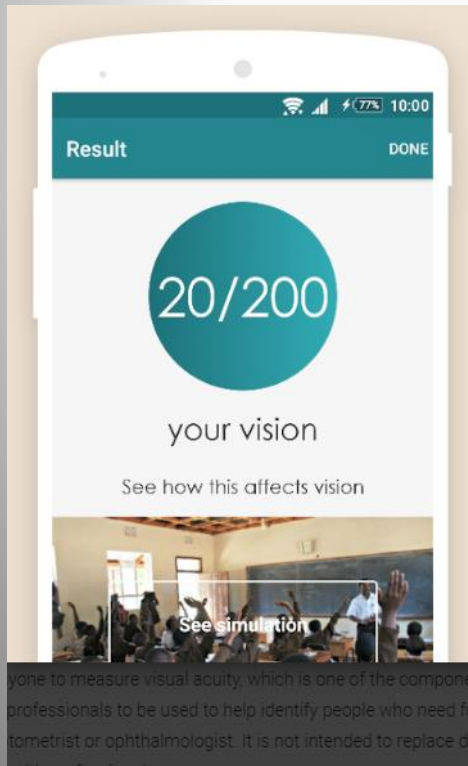 77% 10:00
Result DONE
20/200
your vision
See how this affects vision
See simulation
yone to measure visual acuity, which is one of the compone
professionals to be used to help identify people who need f
tometrist or ophthalmologist. It is not intended to replace d